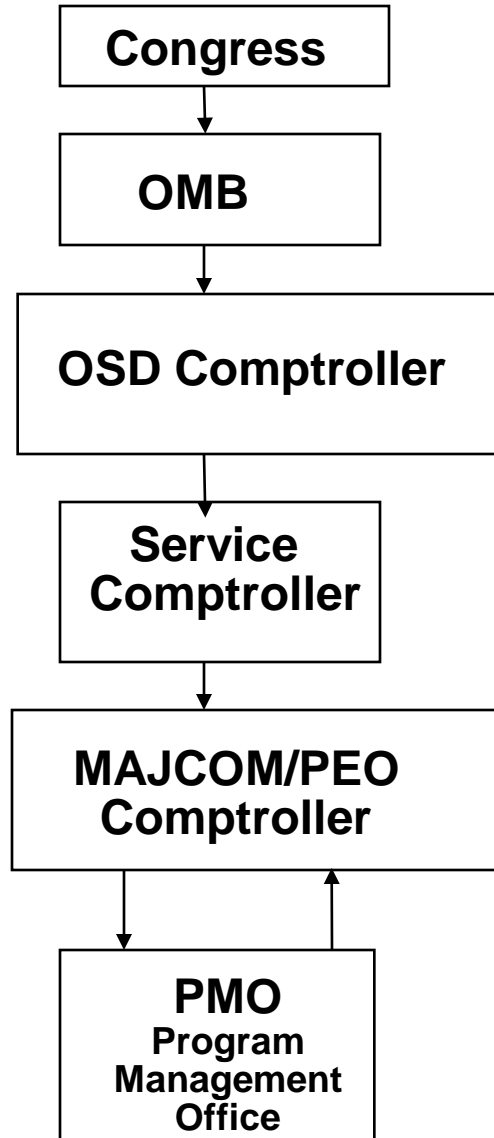 Congress
OMB
OSD Comptroller
Service
Comptroller
MAJCOM/PEO
Comptroller
PMO
Program
Management
Office